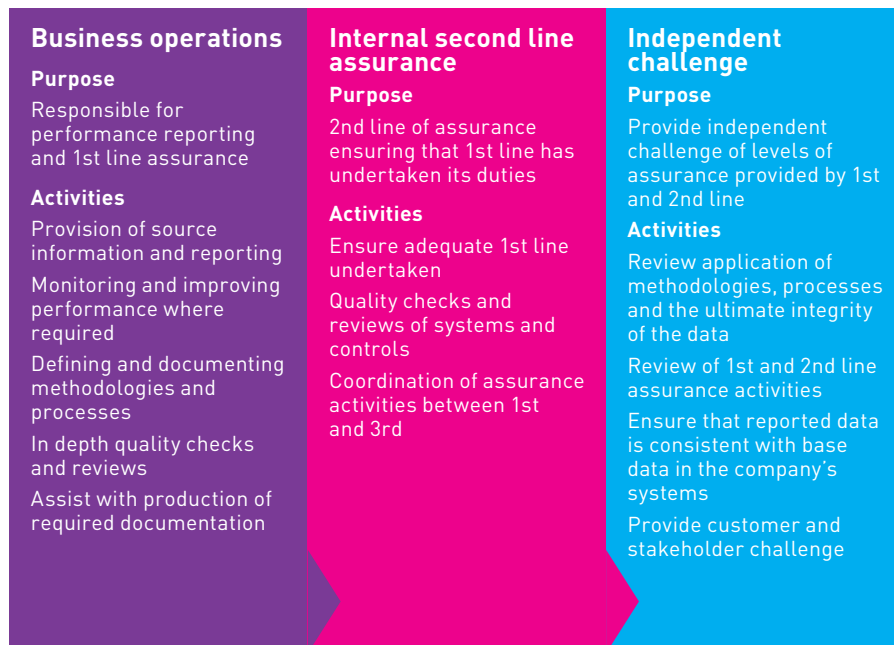 Business operations
Purpose
Responsible for
performance reporting
and 1st line assurance
Activities
Provision of source
information and reporting
Monitoring and improving
performance where
required
Defining and documenting
methodologies and
processes
In depth quality checks
and reviews
Assist with production of
required documentation
Internal second line
assurance
Purpose
2nd line of assurance
ensuring that 1st line has
undertaken its duties
Activities
Ensure adequate 1st line
undertaken
Quality checks and
reviews of systems and
controls
Coordination of assurance
activities between 1st
and 3rd
Independent
challenge
Purpose
Provide independent
challenge of levels of
assurance provided by 1st
and 2nd line
Activities
Review application of
methodologies, processes
and the ultimate integrity
of the data
Review of 1st and 2nd line
assurance activities
Ensure that reported data
is consistent with base
data in the company’s
systems
Provide customer and
stakeholder challenge